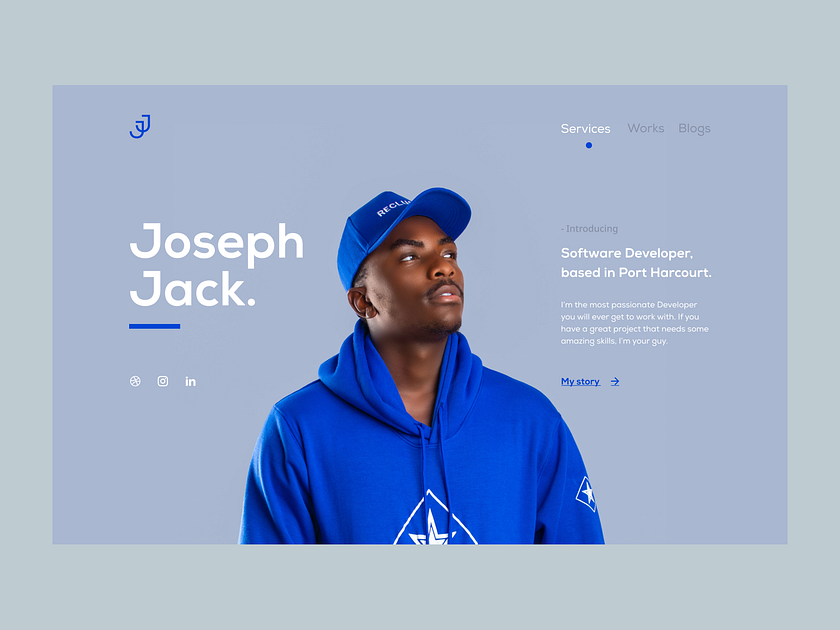 JJ
Services Works Blogs
Joseph
Jack.
- Introducing
Software Developer,
based in Port Harcourt.
I'm the most passionate Developer
you will ever get to work with. If you
have a great project that needs some
amazing skills, I'm your guy.
My story
in